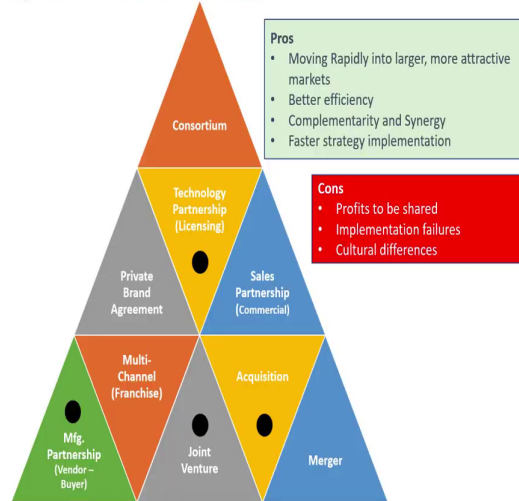 Pros
• Moving Rapidly into larger, more attractive
markets
• Better efficiency
• Complementarity and Synergy
• Faster strategy implementation
Consortium
Cons
• Profits to be shared
• Implementation failures
• Cultural differences
Technology
Partnership
(Licensing)
Private
Brand
Agreement
Sales
Partnership
(Commercial)
Multi-
Channel
(Franchise)
Acquisition
Mfg.
Partnership
(Vendor –
Buyer)
Joint
Venture
Merger